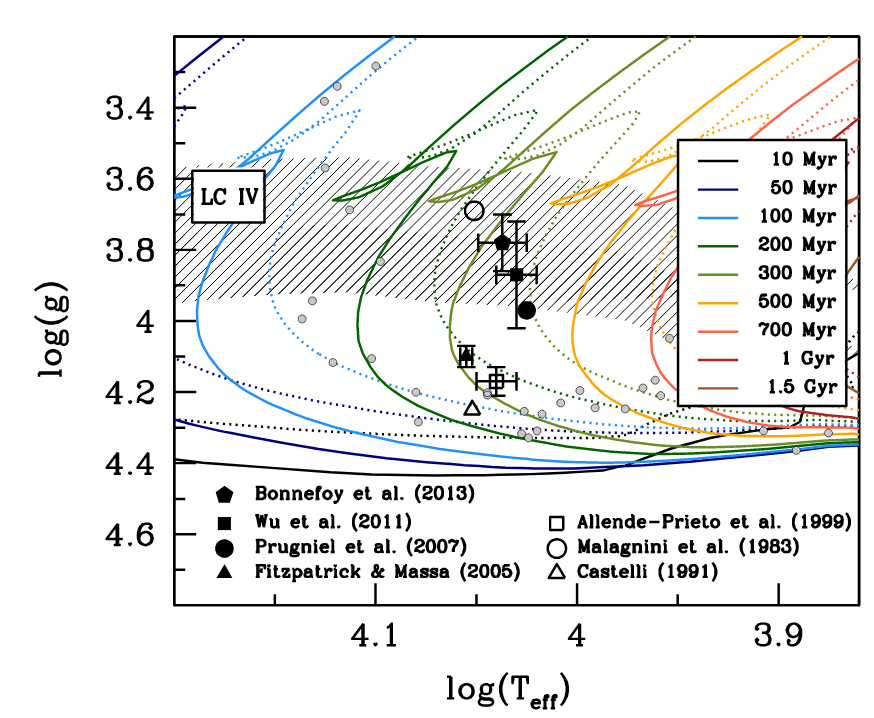 3.4
3.6
3.8
4
4.2
4.4
4.6
log(g)
LC IV
10 Myr
50 Myr
100 Myr
200 Myr
300 Myr
500 Myr
700 Myr
1 Gyr
1.5 Gyr
Bonnefoy et al. (2013)
Wu et al. (2011)
Allende-Prieto et al. (1999)
Prugniel et al. (2007)
Malagnini et al. (1983)
Fitzpatrick & Massa (2005)
Castelli (1991)
4.1
4
3.9
log(Teff)